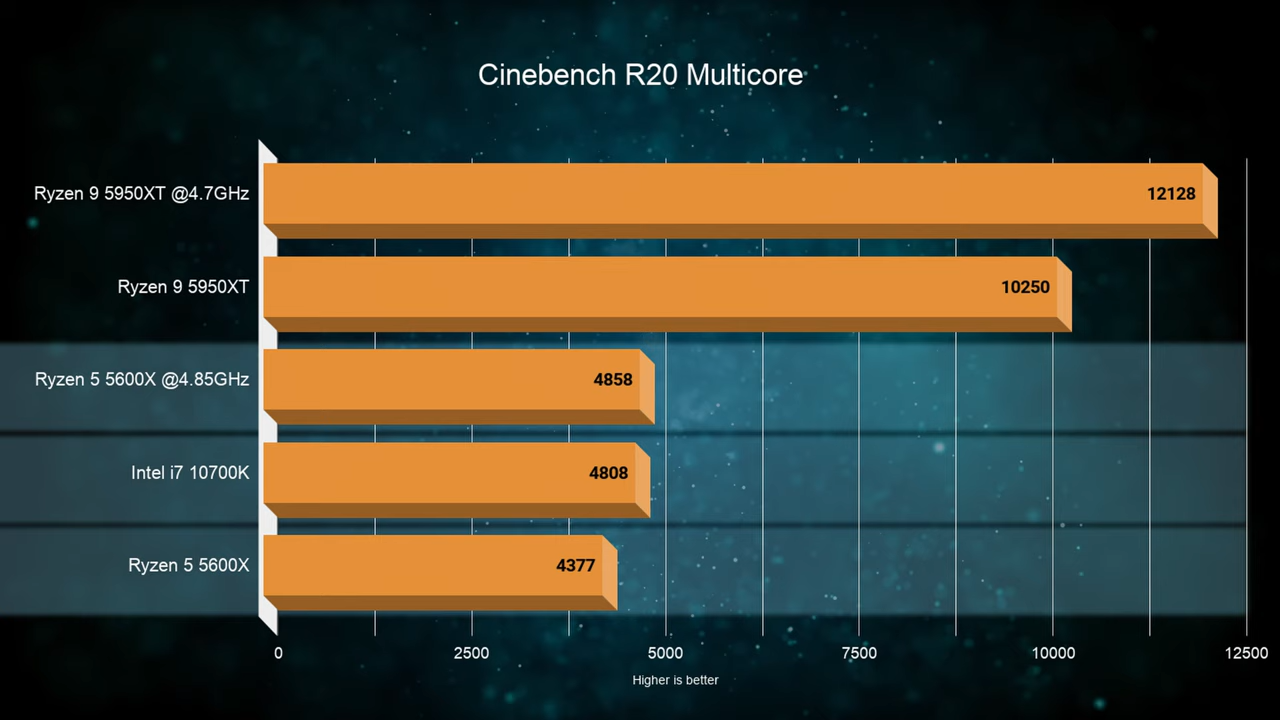 Cinebench R20 Multicore
Ryzen 9 5950XT @4.7GHz 12128
Ryzen 9 5950XT 10250
Ryzen 5 5600X @4.85GHz 4858
Intel i7 10700K 4808
Ryzen 5 5600X 4377
0 2500 5000 7500 10000 12500
Higher is better